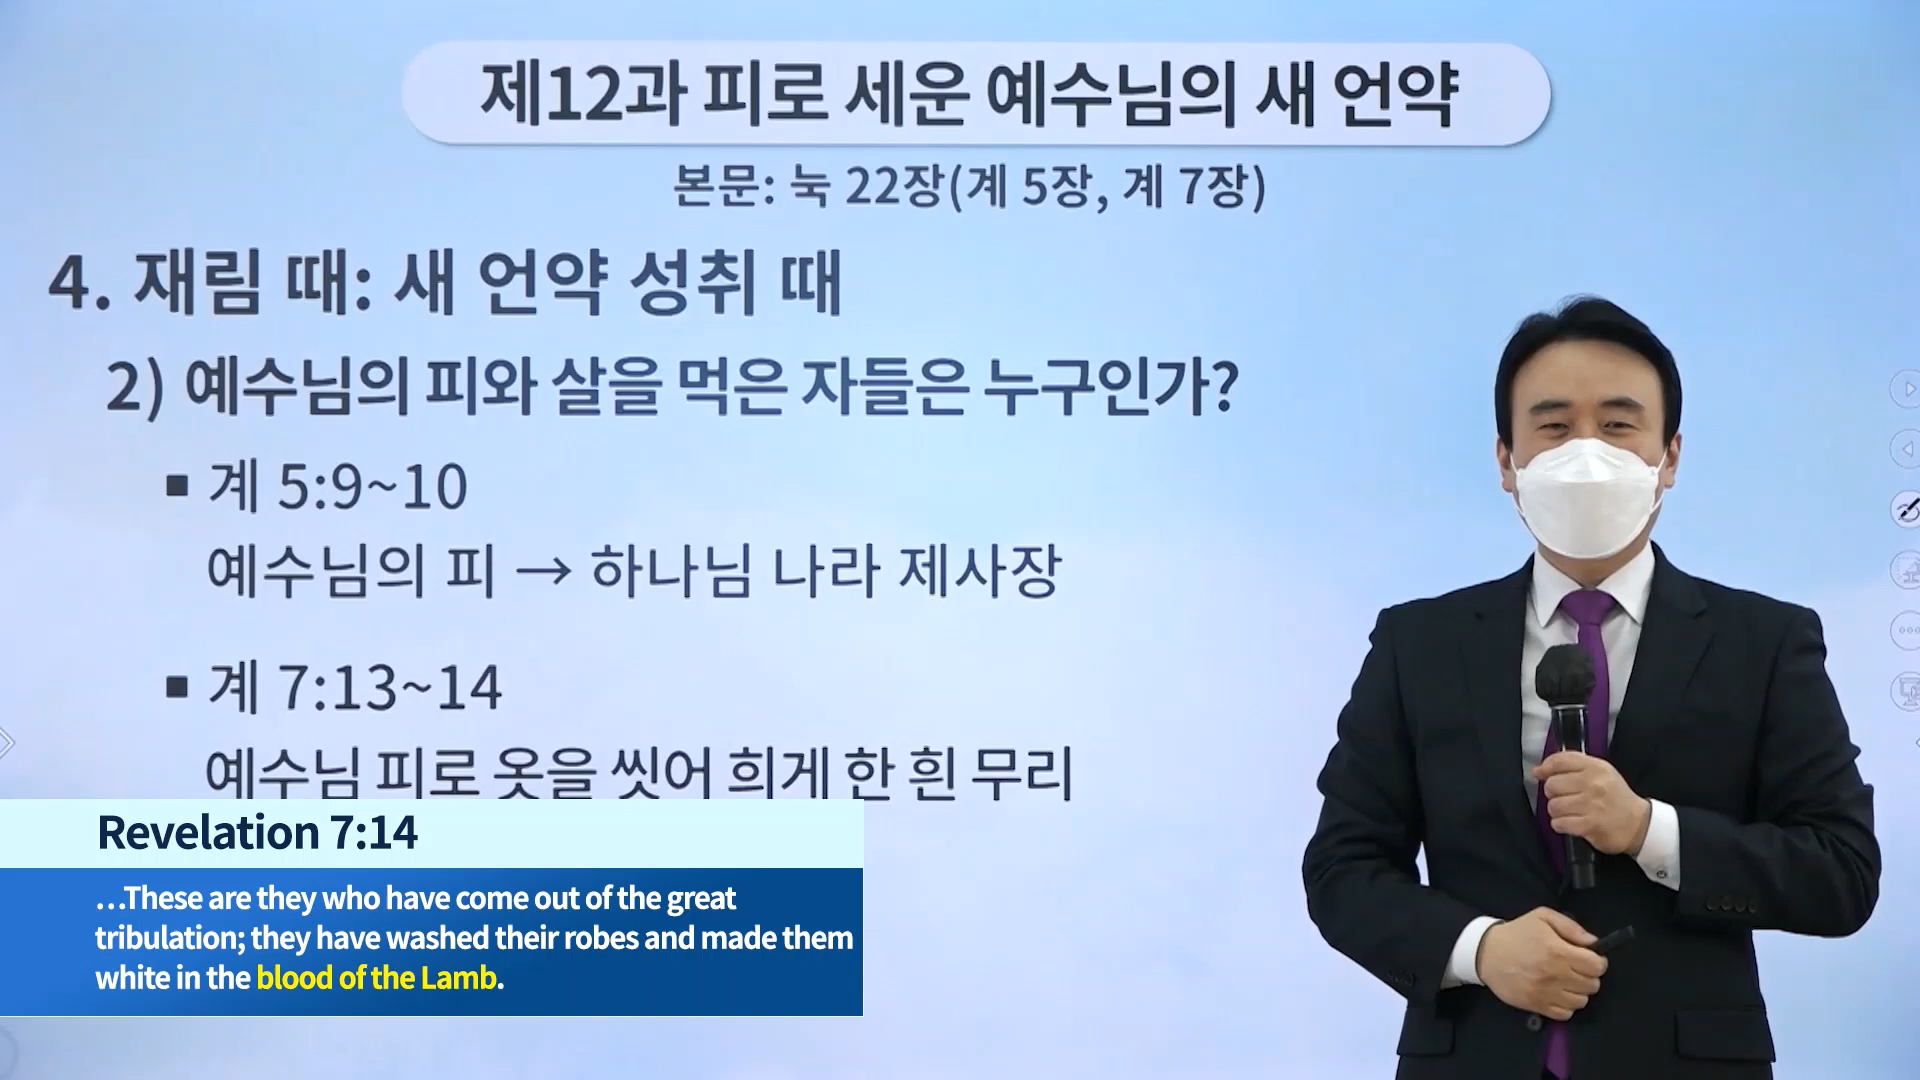 제12과 피로 세운 예수님의 새 언약
본문: 눅 22장(계 5장, 계 7장)
4. 재림 때: 새 언약 성취 때
2) 예수님의 피와 살을 먹은 자들은 누구인가?
▪ 계 5:9~10
예수님의 피 → 하나님 나라 제사장
▪ 계 7:13~14
예수님 피로 옷을 씻어 희게 한 흰 무리
Revelation 7:14
…These are they who have come out of the great
tribulation; they have washed their robes and made them
white in the blood of the Lamb.